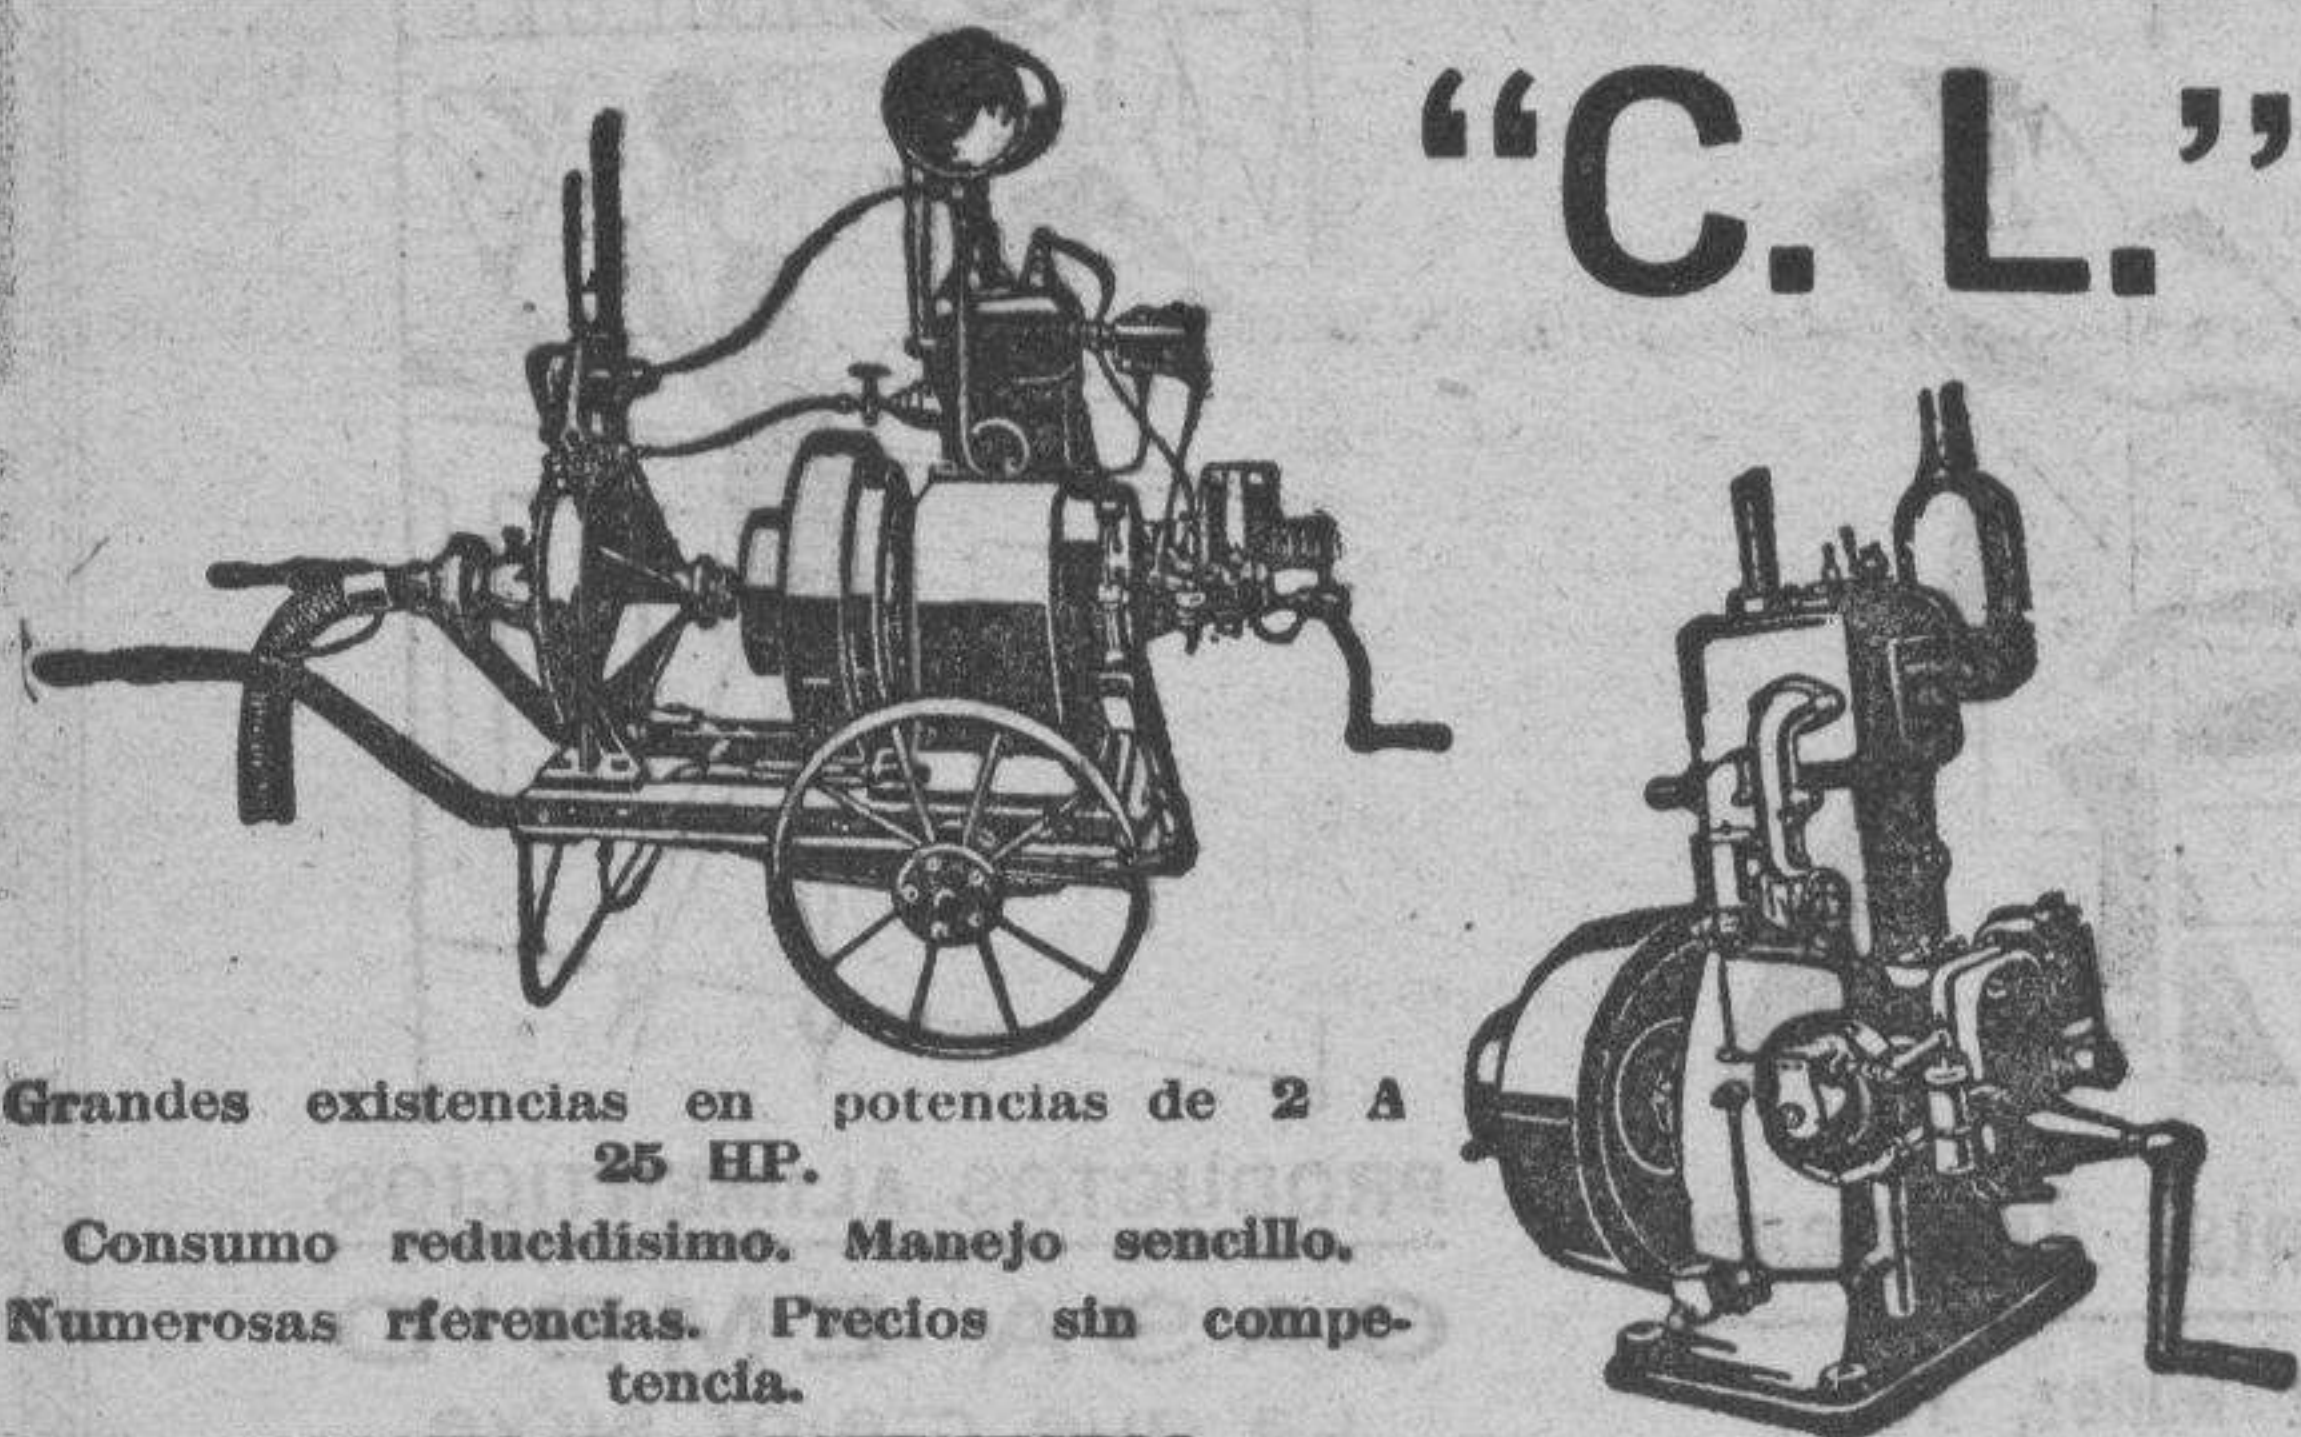 “C. L.”
Grandes existencias en potencias de 2 A
25 HP.
Consumo reducidísimo. Manejo sencillo.
Numerosas rferencias. Precios sin compe-
tencia.